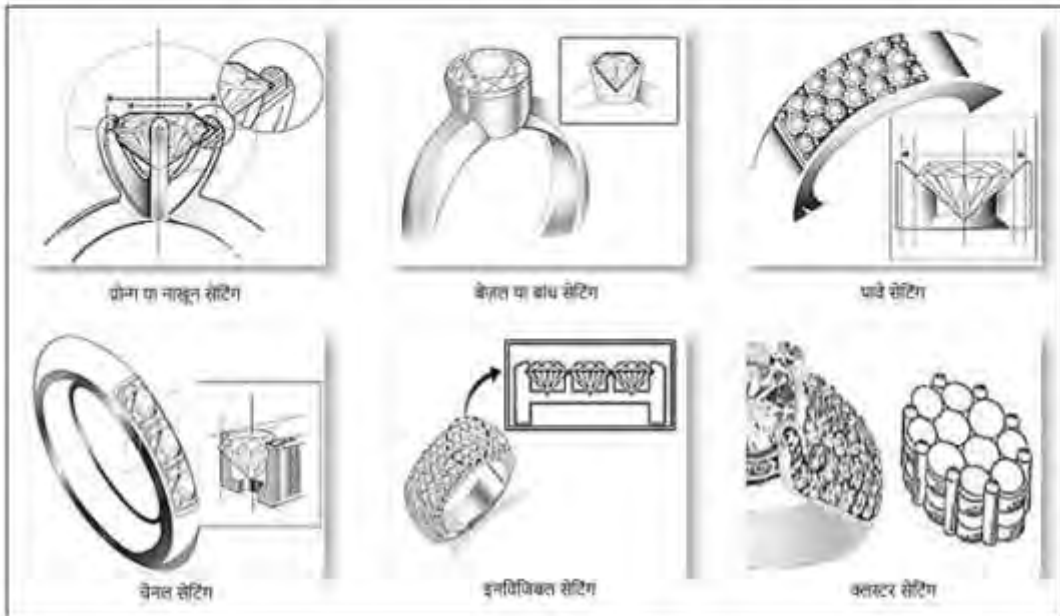 प्रोन्ग या नाखून सेटिंग
बेज़ल या बांध सेटिंग
पावे सेटिंग
चेनल सेटिंग
इनविजिबल सेटिंग
क्लस्टर सेटिंग